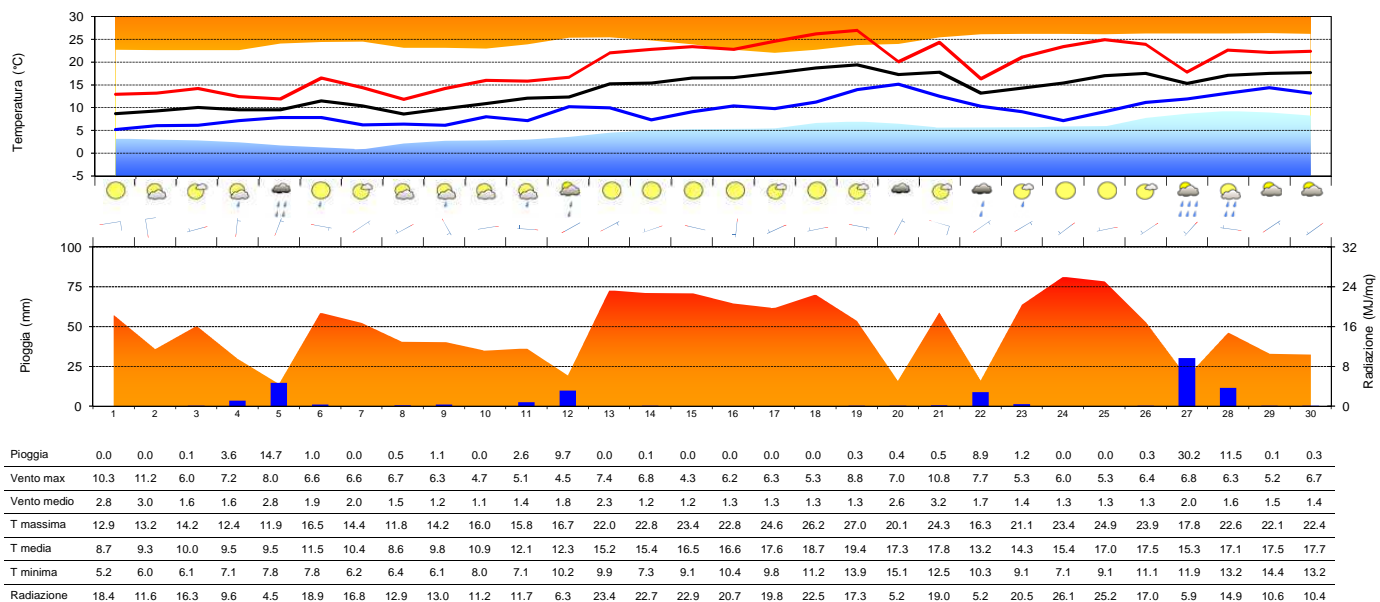 30
25
20
15
10
5
0
-5
Temperatura (°C)
100
75
50
25
0
Pioggia (mm)
32
24
16
8
0
Radiazione (MJ/mq)
1 2 3 4 5 6 7 8 9 10 11 12 13 14 15 16 17 18 19 20 21 22 23 24 25 26 27 28 29 30
Pioggia 0.0 0.0 0.1 3.6 14.7 1.0 0.0 0.5 1.1 0.0 2.6 9.7 0.0 0.1 0.0 0.0 0.0 0.0 0.3 0.4 0.5 8.9 1.2 0.0 0.0 0.3 30.2 11.5 0.1 0.3
Vento max 10.3 11.2 6.0 7.2 8.0 6.6 6.6 6.7 6.3 4.7 5.1 4.5 7.4 6.8 4.3 6.2 6.3 5.3 8.8 7.0 10.8 7.7 5.3 6.0 5.3 6.4 6.8 6.3 5.2 6.7
Vento medio 2.8 3.0 1.6 1.6 2.8 1.9 2.0 1.5 1.2 1.1 1.4 1.8 2.3 1.2 1.2 1.3 1.3 1.3 1.3 2.6 3.2 1.7 1.4 1.3 1.3 1.3 2.0 1.6 1.5 1.4
T massima 12.9 13.2 14.2 12.4 11.9 16.5 14.4 11.8 14.2 16.0 15.8 16.7 22.0 22.8 23.4 22.8 24.6 26.2 27.0 20.1 24.3 16.3 21.1 23.4 24.9 23.9 17.8 22.6 22.1 22.4
T media 8.7 9.3 10.0 9.5 9.5 11.5 10.4 8.6 9.8 10.9 12.1 12.3 15.2 15.4 16.5 16.6 17.6 18.7 19.4 17.3 17.8 13.2 14.3 15.4 17.0 17.5 15.3 17.1 17.5 17.7
T minima 5.2 6.0 6.1 7.1 7.8 7.8 6.2 6.4 6.1 8.0 7.1 10.2 9.9 7.3 9.1 10.4 9.8 11.2 13.9 15.1 12.5 10.3 9.1 7.1 9.1 11.1 11.9 13.2 14.4 13.2
Radiazione 18.4 11.6 16.3 9.6 4.5 18.9 16.8 12.9 13.0 11.2 11.7 6.3 23.4 22.7 22.9 20.7 19.8 22.5 17.3 5.2 19.0 5.2 20.5 26.1 25.2 17.0 5.9 14.9 10.6 10.4